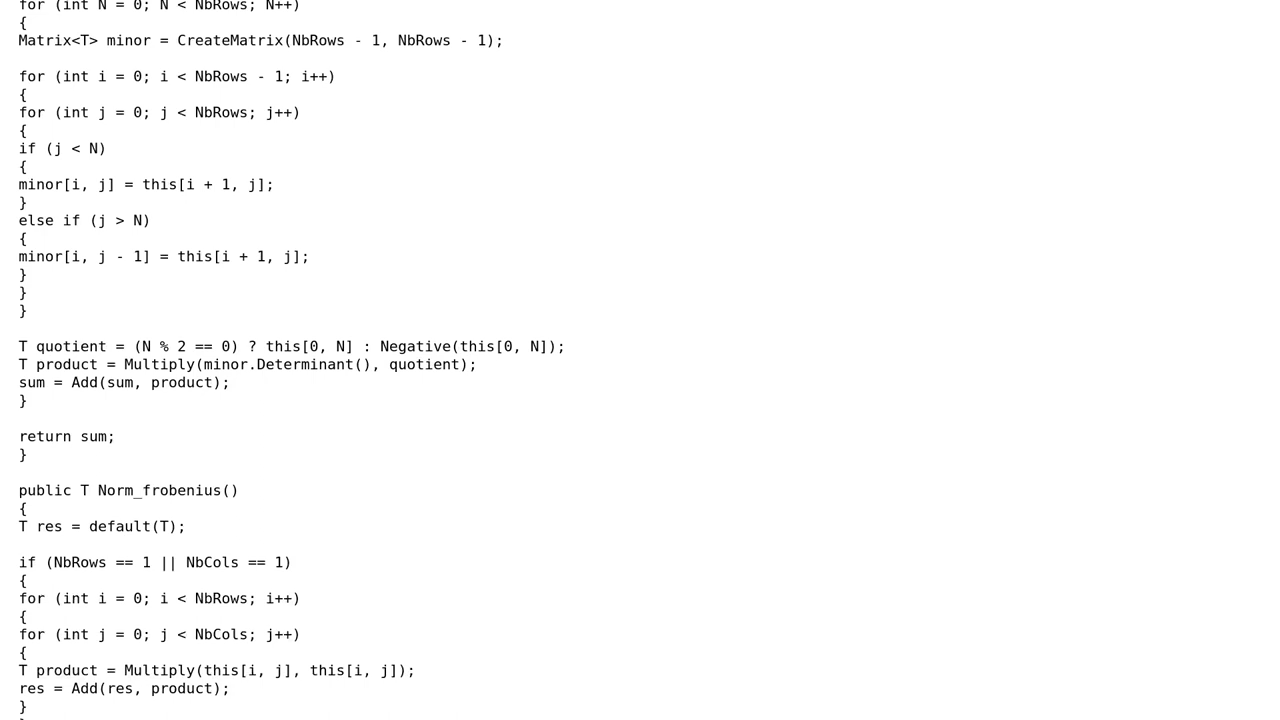 for (int N = 0; N < NbRows; N++)
{
Matrix<T> minor = CreateMatrix(NbRows - 1, NbRows - 1);

for (int i = 0; i < NbRows - 1; i++)
{
for (int j = 0; j < NbRows; j++)
{
if (j < N)
{
minor[i, j] = this[i + 1, j];
}
else if (j > N)
{
minor[i, j - 1] = this[i + 1, j];
}
}
}

T quotient = (N % 2 == 0) ? this[0, N] : Negative(this[0, N]);
T product = Multiply(minor.Determinant(), quotient);
sum = Add(sum, product);
}

return sum;
}

public T Norm_frobenius()
{
T res = default(T);

if (NbRows == 1 || NbCols == 1)
{
for (int i = 0; i < NbRows; i++)
{
for (int j = 0; j < NbCols; j++)
{
T product = Multiply(this[i, j], this[i, j]);
res = Add(res, product);
}
}